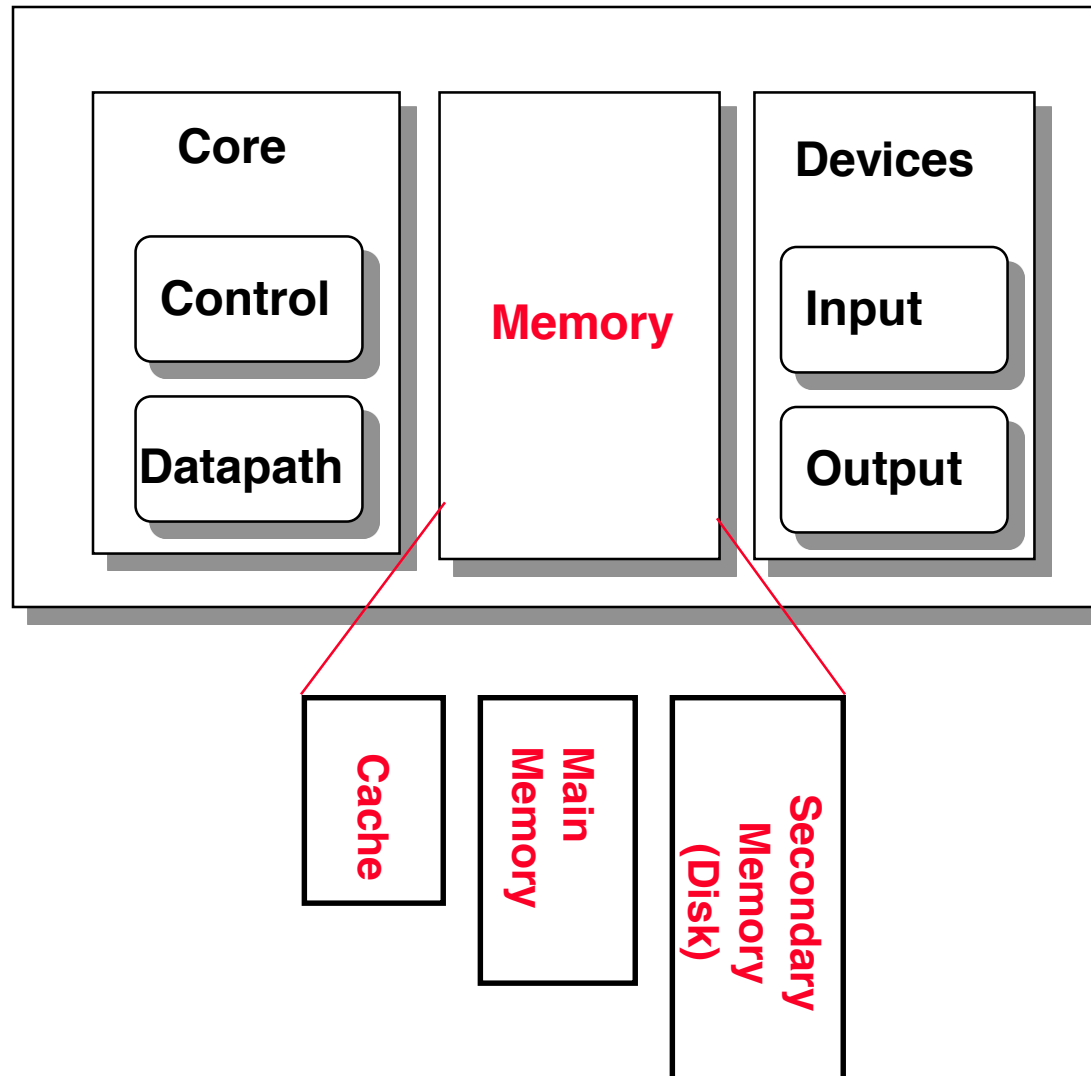 Core
Control
Datapath
Memory
Devices
Input
Output
Cache
Main
Memory
Secondary
Memory
(Disk)